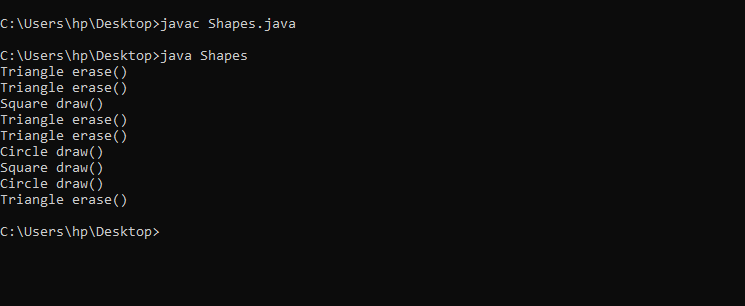 C:\Users\hp\Desktop>javac Shapes.java
C:\Users\hp\Desktop>java Shapes
Triangle erase()
Triangle erase()
Square draw()
Triangle erase()
Triangle erase()
Circle draw()
Square draw()
Circle draw()
Triangle erase()
C:\Users\hp\Desktop>